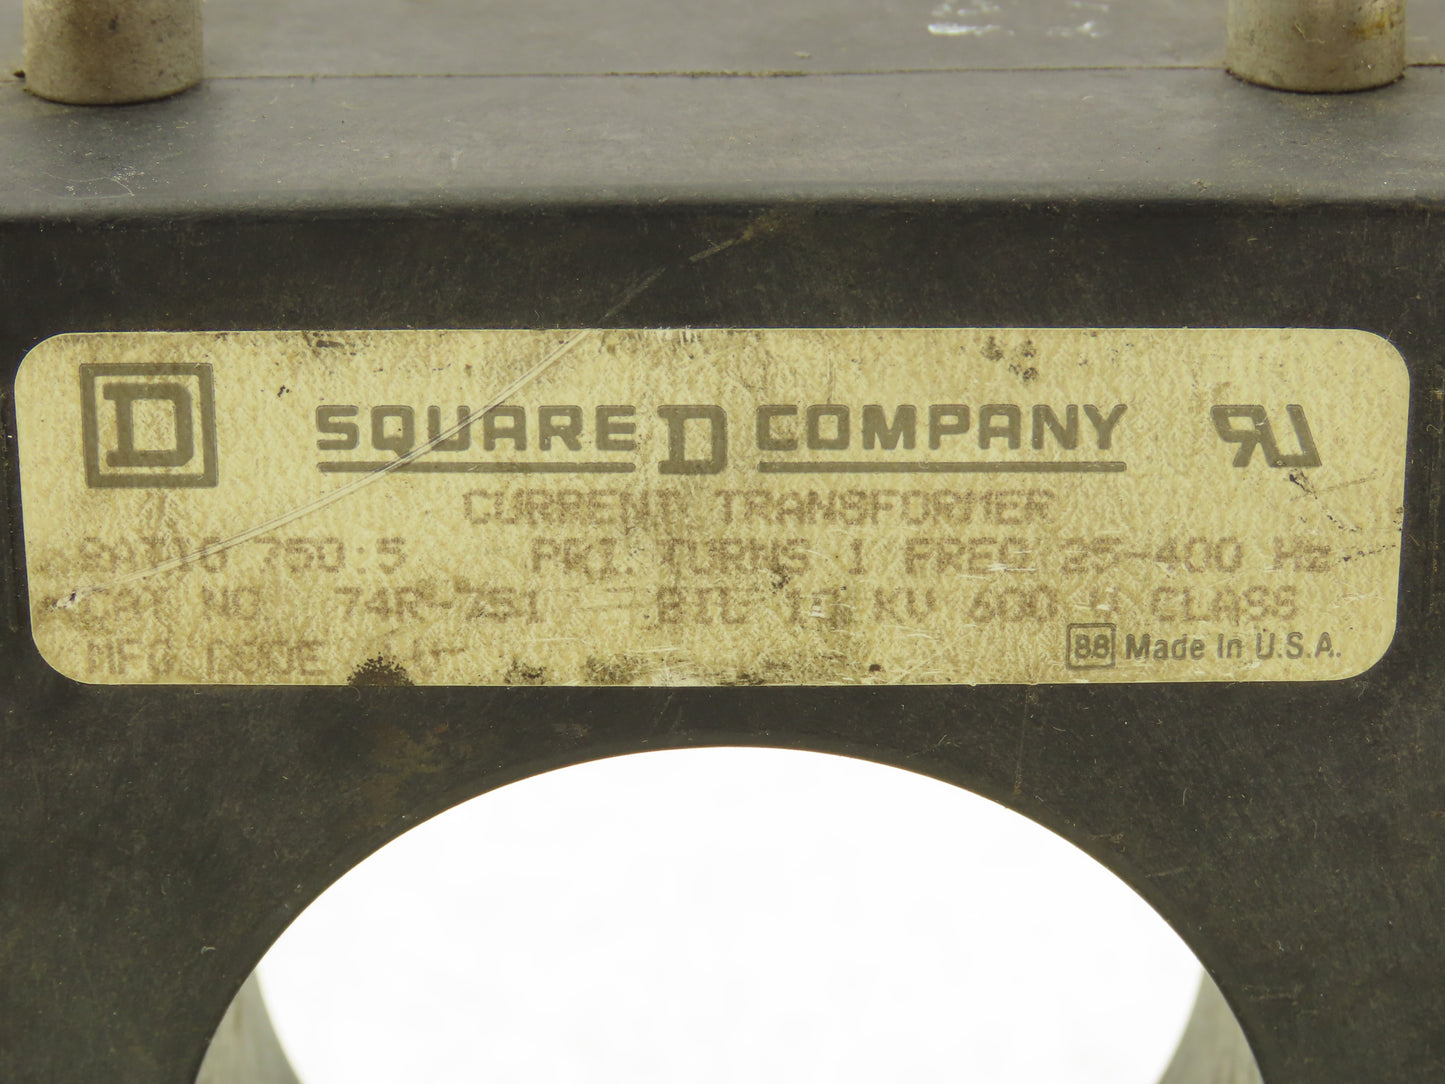 D SQUARE D COMPANY RU
CURRENT TRANSFORMER
RATIO 750:5 PRI. TURNS 1 FREQ 25-400 Hz
CAT NO. 74R-751 BIL 10 KV 600 V CLASS
MFG CODE
88 Made In U.S.A.